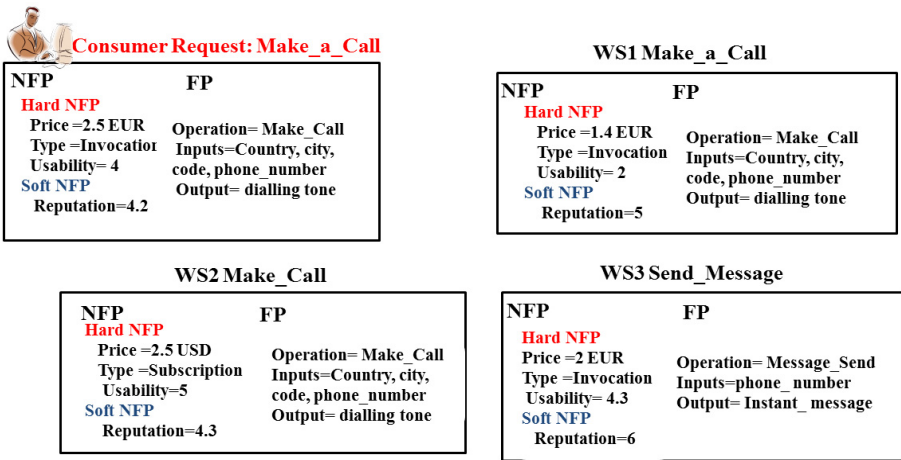 Consumer Request: Make_a_Call
NFP FP
Hard NFP
Price =2.5 EUR
Type =Invocation
Usability= 4
Soft NFP
Reputation=4.2
Operation= Make_Call
Inputs=Country, city,
code, phone_number
Output= dialling tone
WS1 Make_a_Call
NFP FP
Hard NFP
Price =1.4 EUR
Type =Invocation
Usability= 2
Soft NFP
Reputation=5
Operation= Make_Call
Inputs=Country, city,
code, phone_number
Output= dialling tone
WS2 Make_Call
NFP FP
Hard NFP
Price =2.5 USD
Type =Subscription
Usability=5
Soft NFP
Reputation=4.3
Operation= Make_Call
Inputs=Country, city,
code, phone_number
Output= dialling tone
WS3 Send_Message
NFP FP
Hard NFP
Price =2 EUR
Type =Invocation
Usability= 4.3
Soft NFP
Reputation=6
Operation= Message_Send
Inputs=phone_ number
Output= Instant_ message